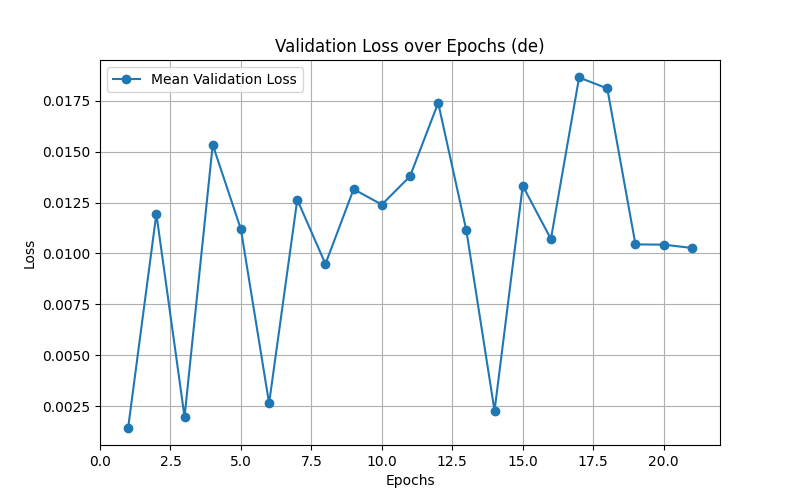 Validation Loss over Epochs (de)
Mean Validation Loss
0.0175
0.0150
0.0125
0.0100
0.0075
0.0050
0.0025
Loss
0.0 2.5 5.0 7.5 10.0 12.5 15.0 17.5 20.0
Epochs